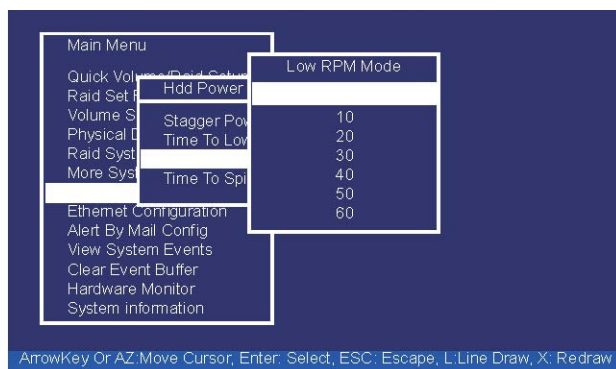 Main Menu
Quick Volume/Raid Setup
Raid Set
Volume S
Physical
Raid Syst
More Syst
Ethernet Configuration
Alert By Mail Config
View System Events
Clear Event Buffer
Hardware Monitor
System information
Hdd Power
Stagger Pow
Time To Low
Time To Spi
Low RPM Mode
10
20
30
40
50
60
ArrowKey Or AZ:Move Cursor, Enter: Select, ESC: Escape, L:Line Draw, X: Redraw